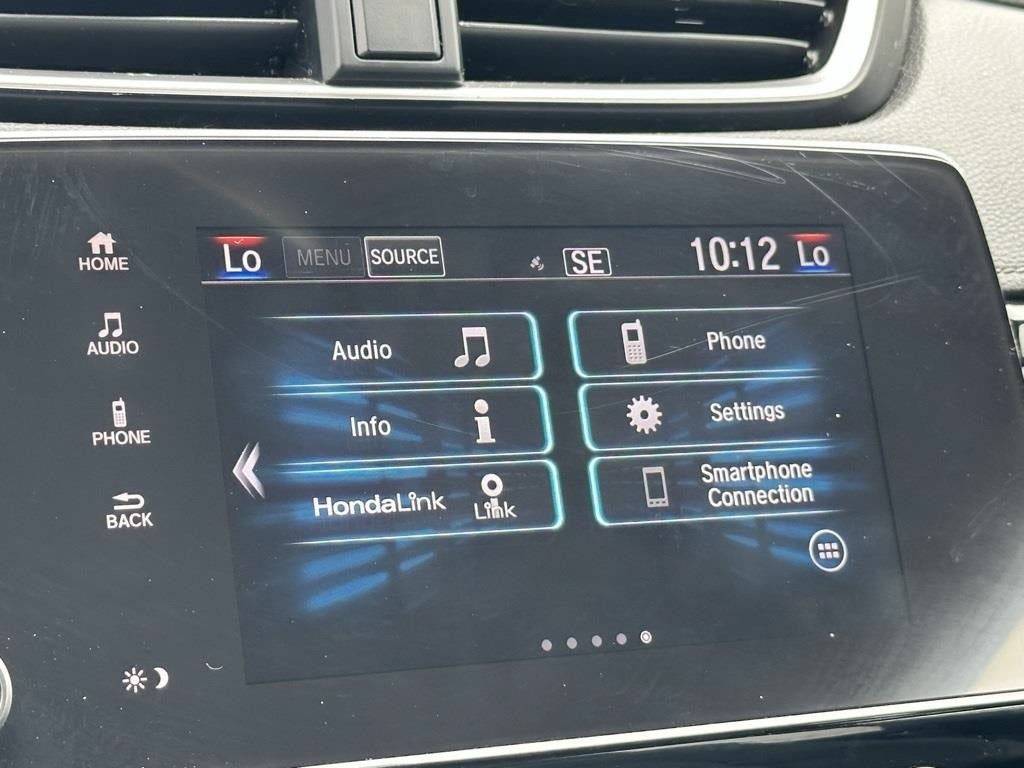 HOME
AUDIO
PHONE
BACK
Lo MENU SOURCE SE 10:12 Lo
Audio
Phone
Info
Settings
HondaLink
Link
Smartphone
Connection